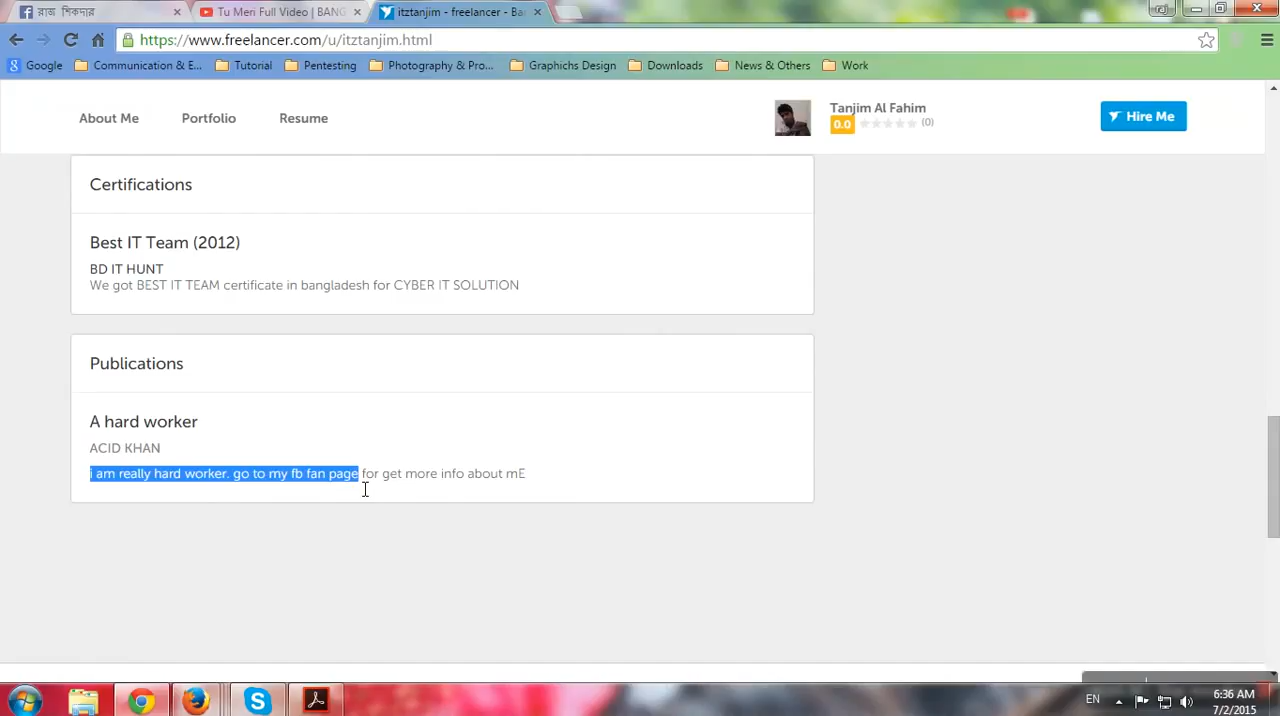 রাজ শিকদার
Tu Meri Full Video | BANG
itztanjim - freelancer - Ba
https://www.freelancer.com/u/itztanjim.html
Google
Communication & E...
Tutorial
Pentesting
Photography & Pro...
Graphichs Design
Downloads
News & Others
Work
About Me
Portfolio
Resume
Tanjim Al Fahim
0.0
(0)
Hire Me
Certifications
Best IT Team (2012)
BD IT HUNT
We got BEST IT TEAM certificate in bangladesh for CYBER IT SOLUTION
Publications
A hard worker
ACID KHAN
i am really hard worker. go to my fb fan page for get more info about mE
EN
6:36 AM
7/2/2015